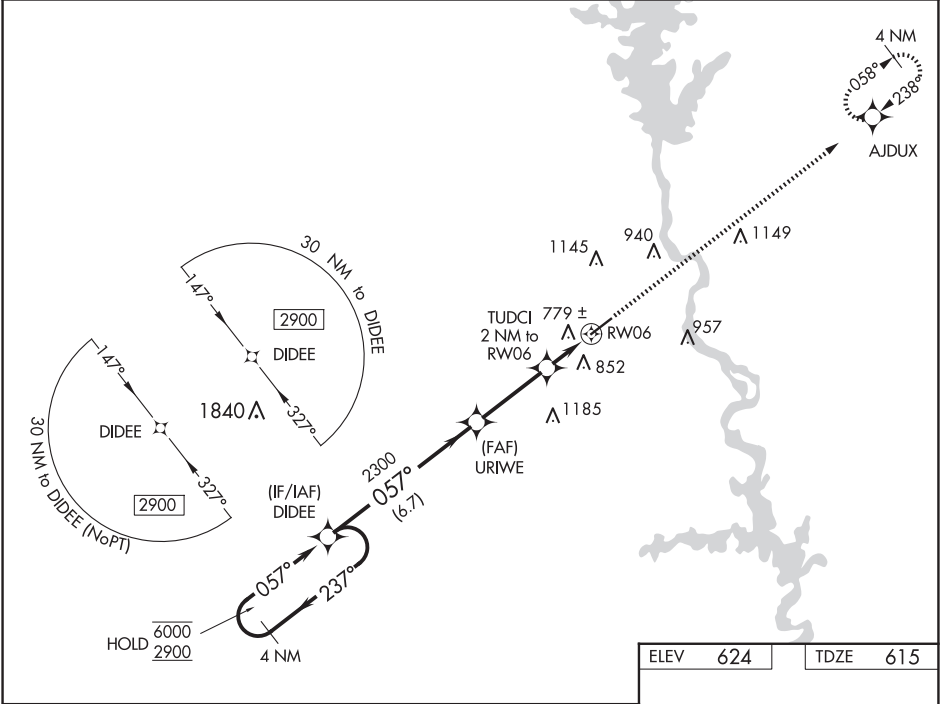 4 NM
058°
238°
AJDUX
30 NM to DIDEE
147°
2900
DIDEE
327°
1145
940
1149
TUDCI
2 NM to
RW06
779 ±
RW06
957
852
1185
147°
1840
DIDEE
327°
2900
30 NM to DIDEE (NoPT)
(FAF)
URIWE
2300
057°
(6.7)
(IF/IAF)
DIDEE
057°
237°
HOLD 6000
2900
4 NM
ELEV 624
TDZE 615